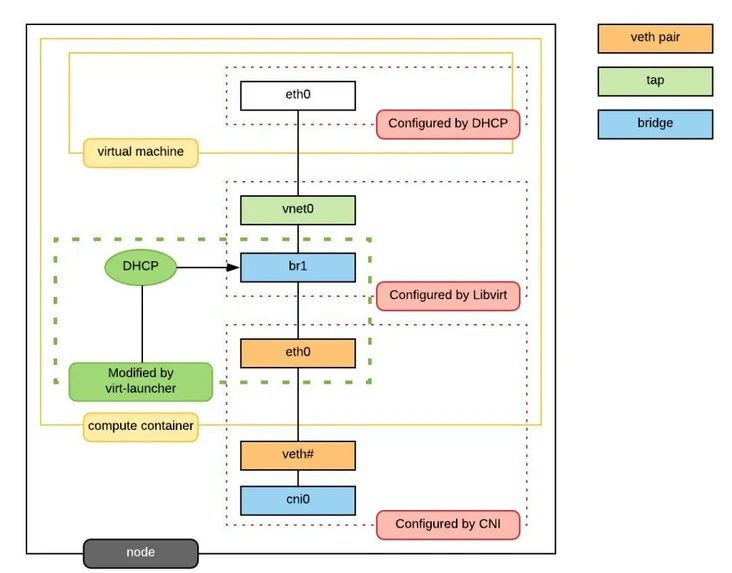 veth pair
tap
bridge
eth0
Configured by DHCP
virtual machine
vnet0
DHCP
br1
Configured by Libvirt
eth0
Modified by
virt-launcher
compute container
veth#
cni0
Configured by CNI
node